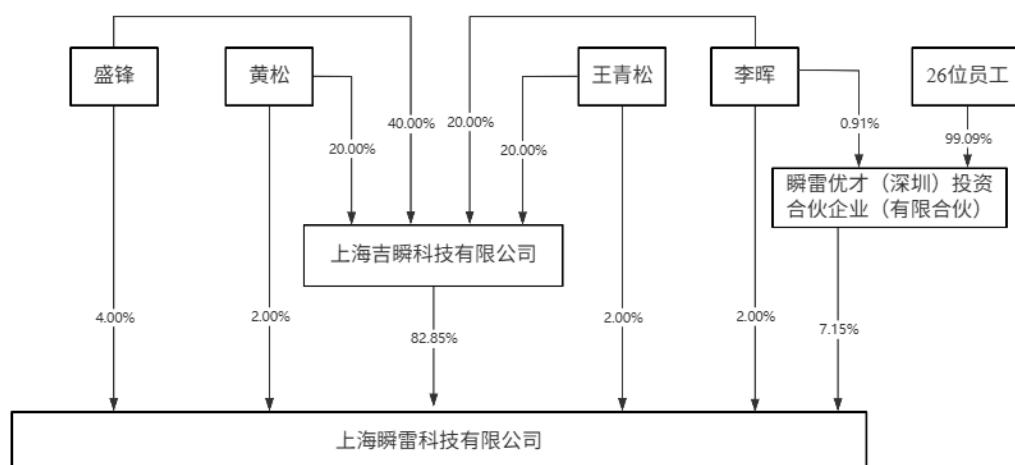 盛锋
黄松
王青松
李晖
26位员工
20.00%
40.00%
20.00%
20.00%
0.91%
99.09%
瞬雷优才（深圳）投资
合伙企业（有限合伙）
上海吉瞬科技有限公司
4.00%
2.00%
82.85%
2.00%
2.00%
7.15%
上海瞬雷科技有限公司